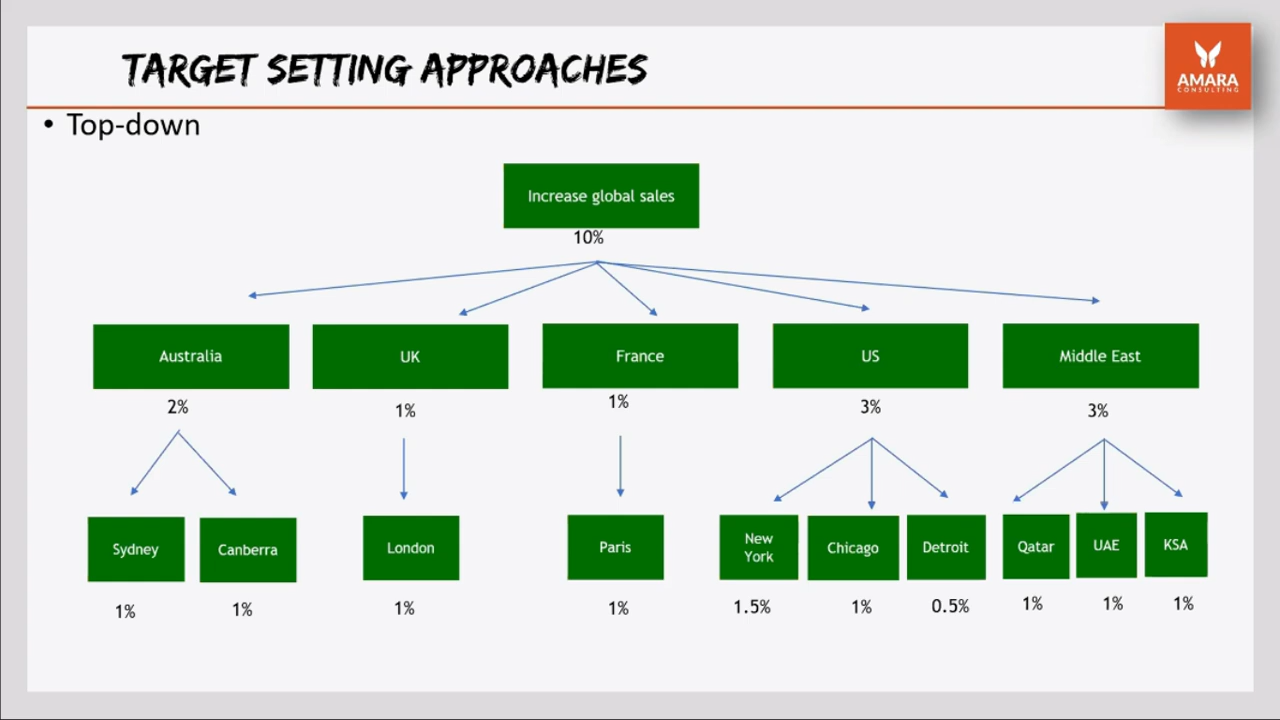 TARGET SETTING APPROACHES
AMARA
CONSULTING
• Top-down
Increase global sales
10%
Australia
UK
France
US
Middle East
2%
1%
1%
3%
3%
Sydney
Canberra
London
Paris
New
York
Chicago
Detroit
Qatar
UAE
KSA
1%
1%
1%
1%
1.5%
1%
0.5%
1%
1%
1%